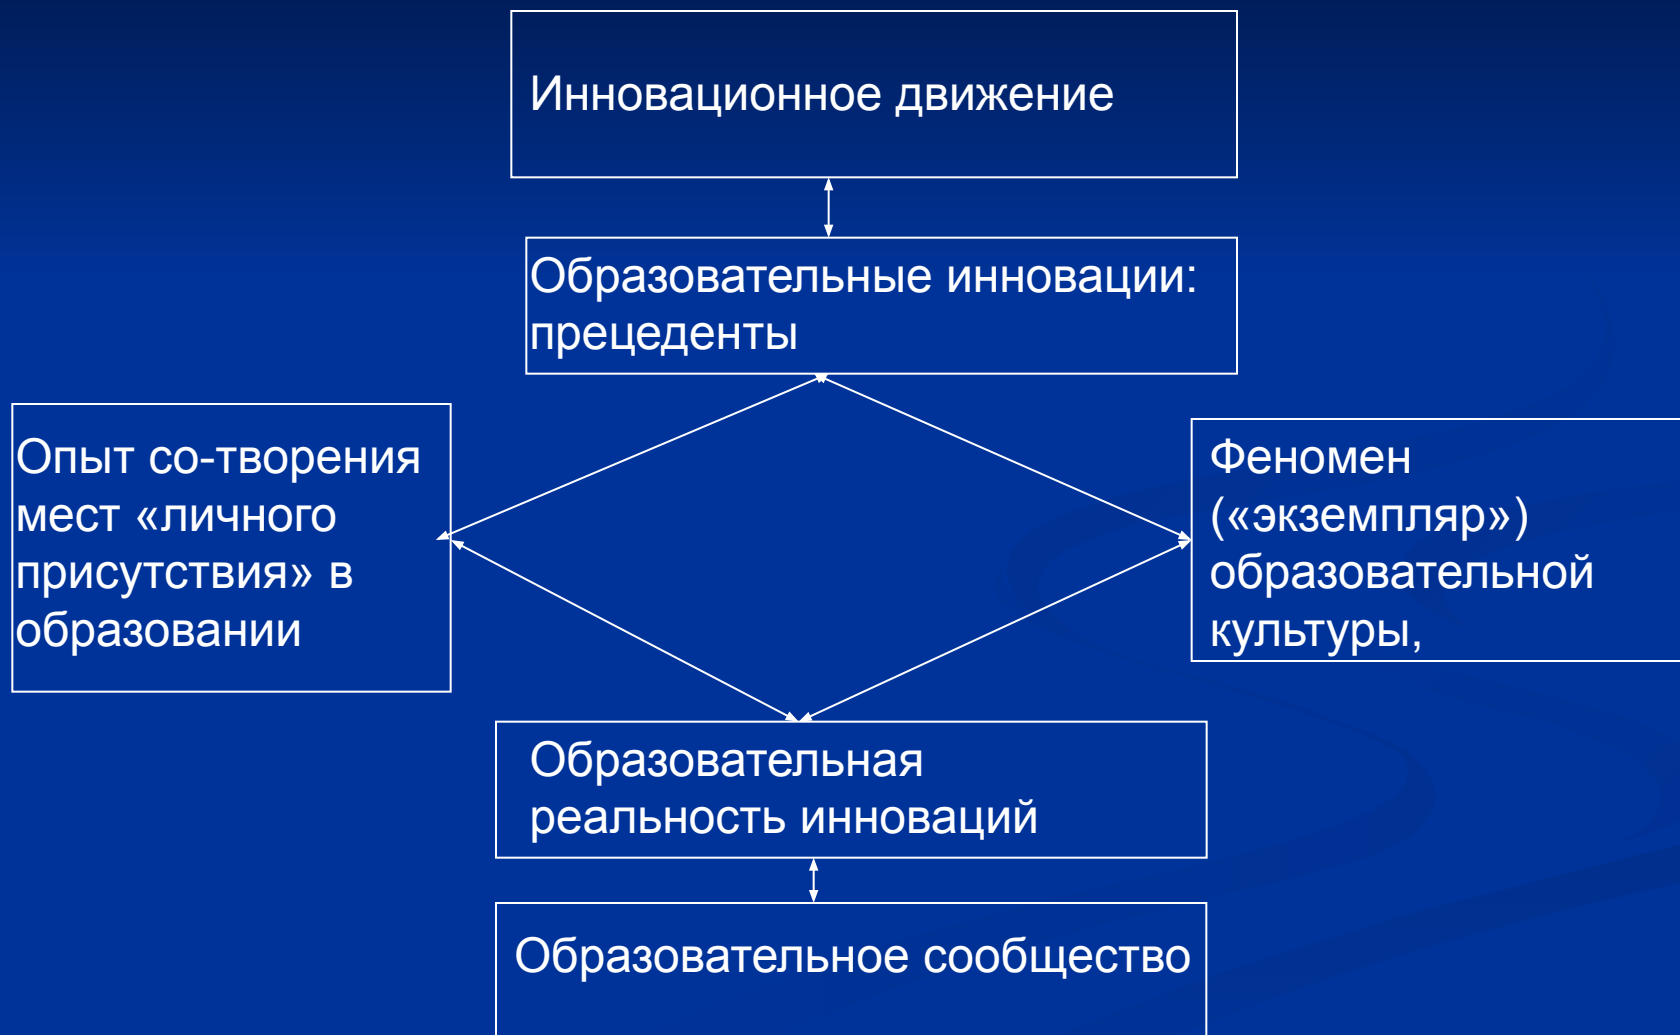 Инновационное движение
Образовательные инновации:
прецеденты
Опыт со-творения
мест «личного
присутствия» в
образовании
Феномен
(«экземпляр»)
образовательной
культуры,
Образовательная
реальность инноваций
Образовательное сообщество